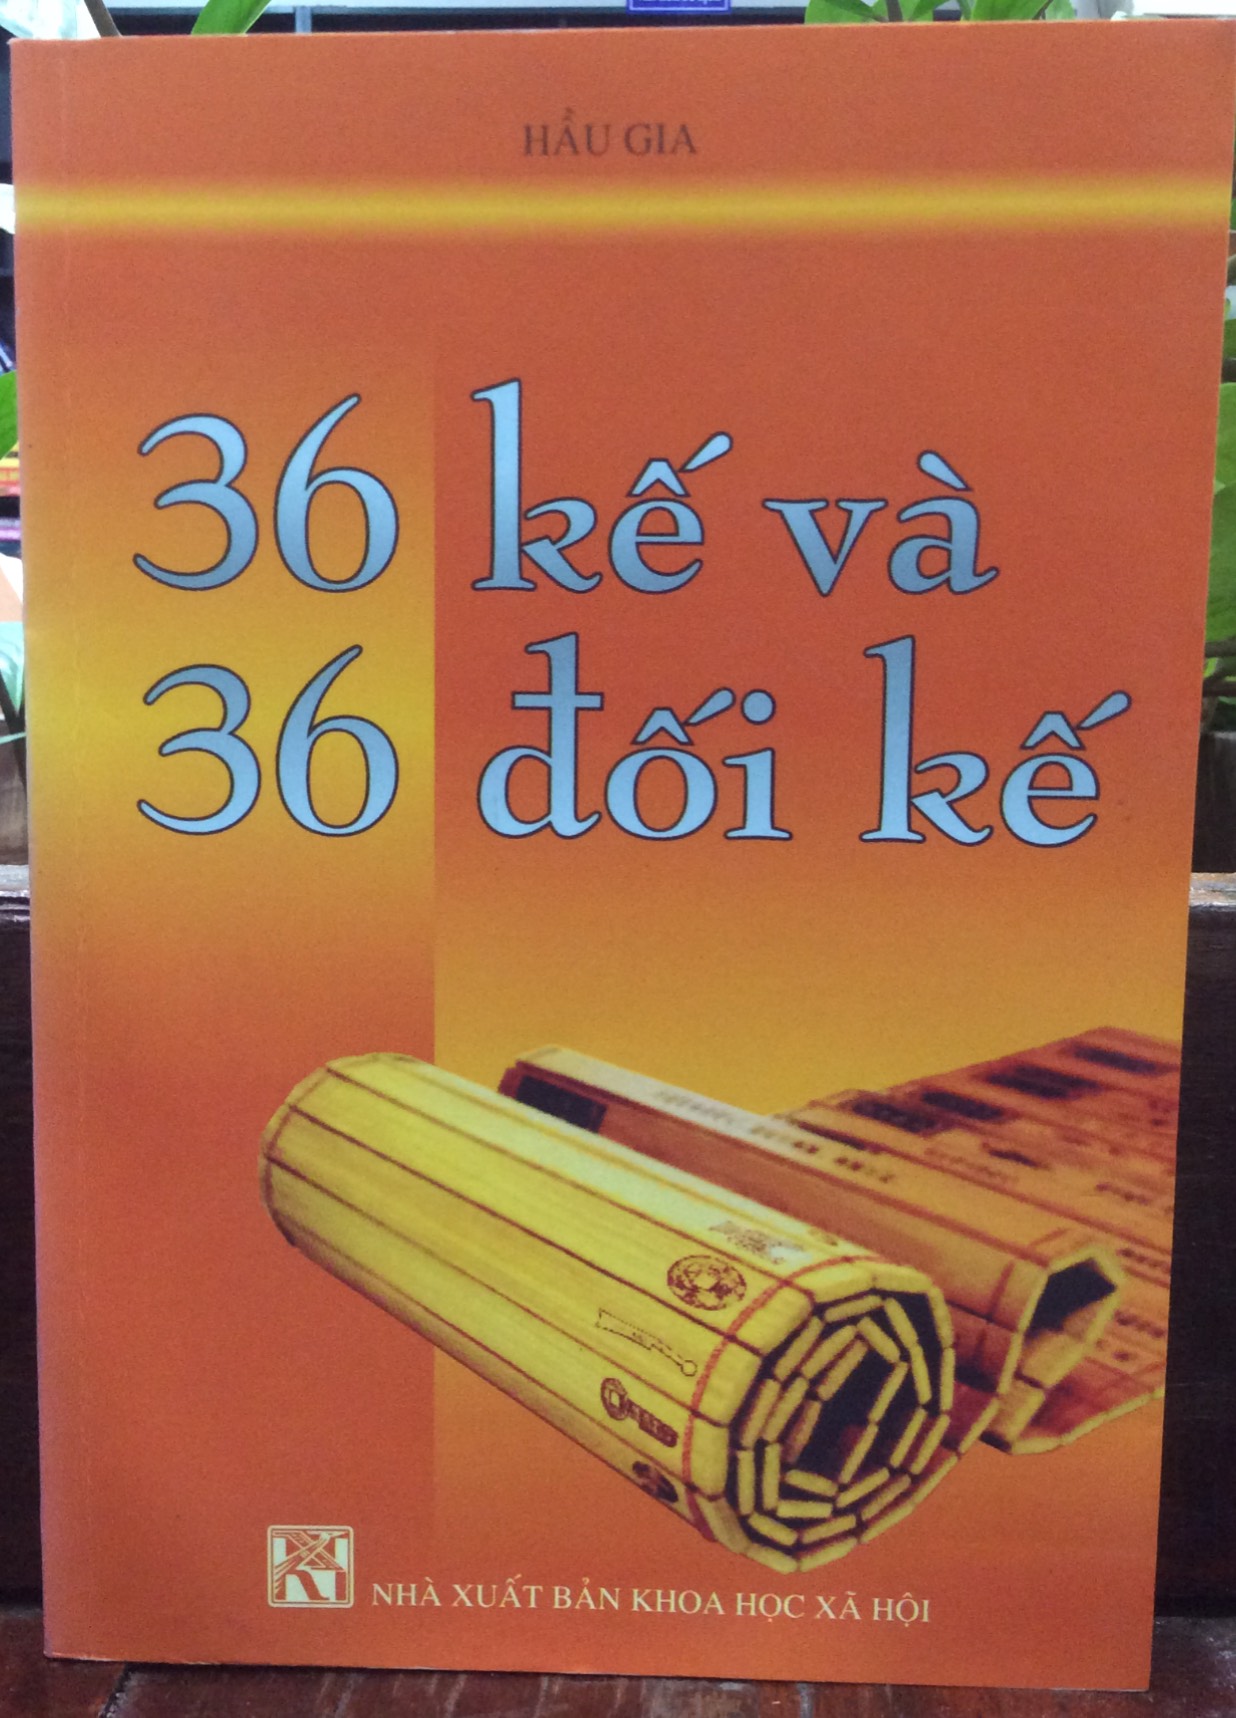 HẦU GIA
36 kế và
36 đối kế
NHÀ XUẤT BẢN KHOA HỌC XÃ HỘI